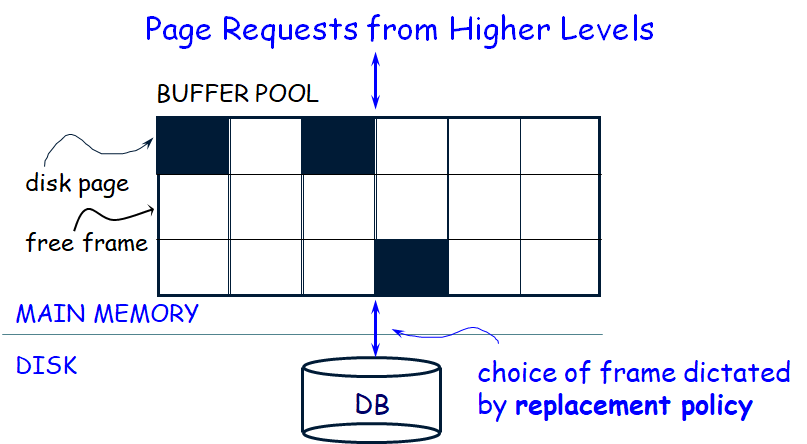 Page Requests from Higher Levels
BUFFER POOL
disk page
free frame
MAIN MEMORY
DISK
DB
choice of frame dictated
by replacement policy